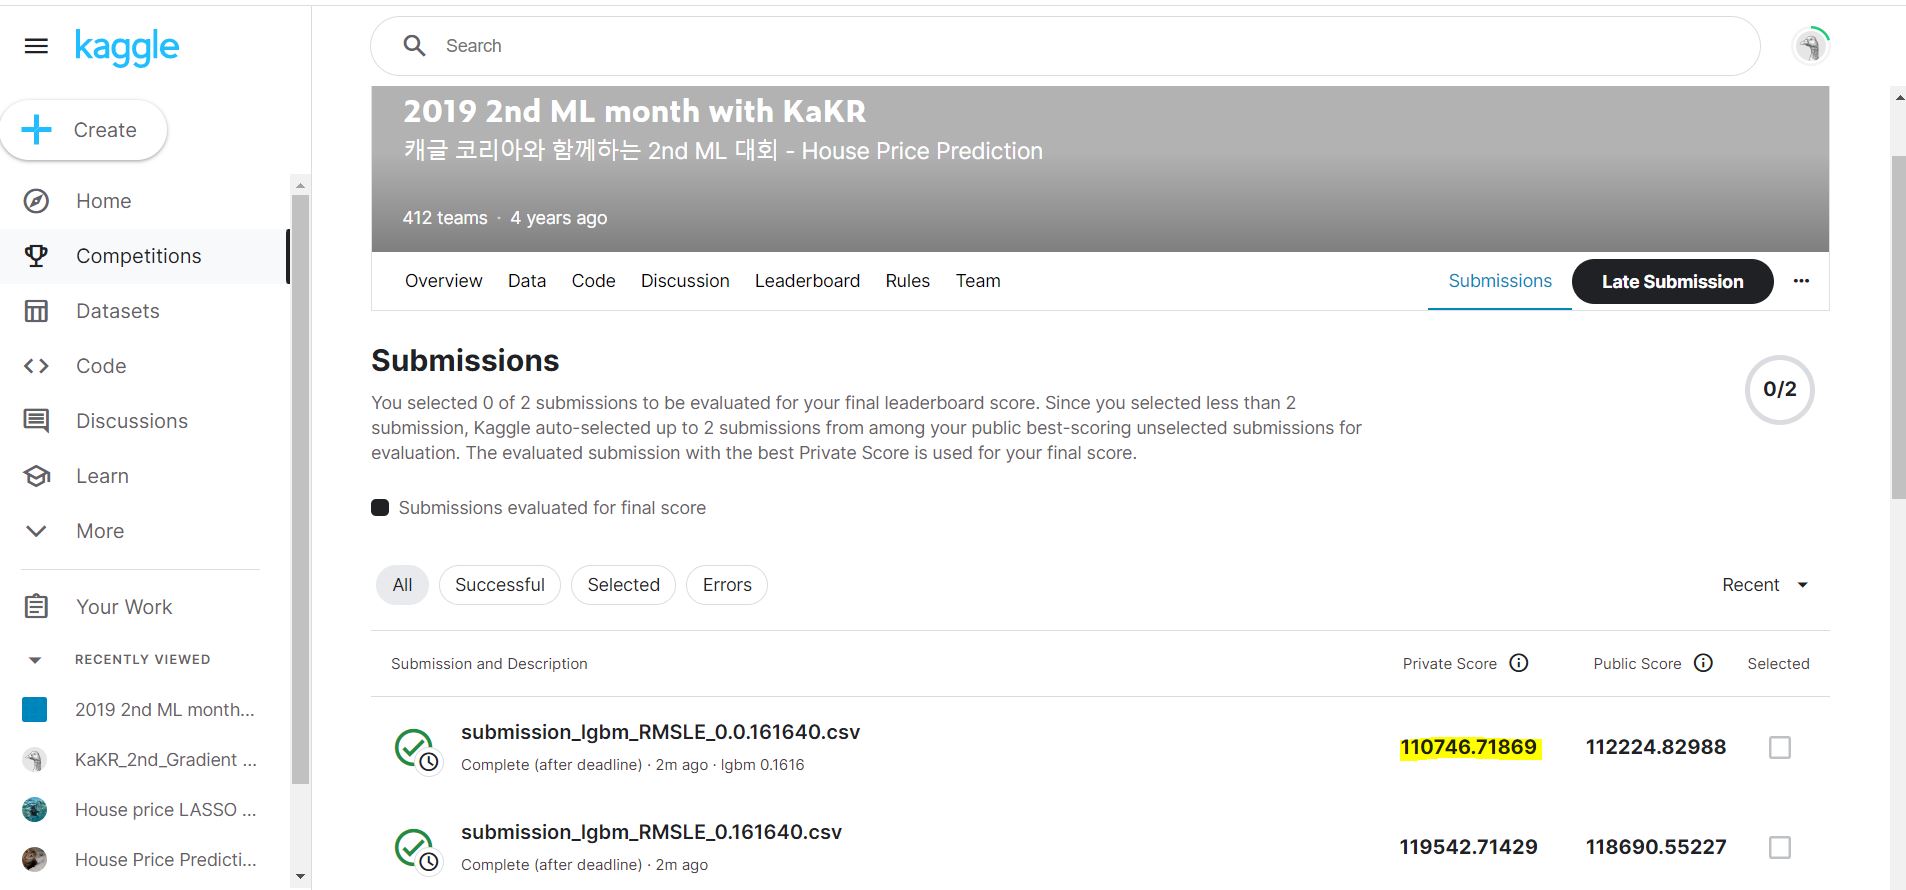 kaggle
Search
Create
Home
Competitions
Datasets
Code
Discussions
Learn
More
Your Work
RECENTLY VIEWED
2019 2nd ML month...
KaKR_2nd_Gradient ...
House price LASSO ...
House Price Predicti...
2019 2nd ML month with KaKR
캐글 코리아와 함께하는 2nd ML 대회 - House Price Prediction
412 teams · 4 years ago
Overview Data Code Discussion Leaderboard Rules Team Submissions Late Submission ...
Submissions
0/2
You selected 0 of 2 submissions to be evaluated for your final leaderboard score. Since you selected less than 2
submission, Kaggle auto-selected up to 2 submissions from among your public best-scoring unselected submissions for
evaluation. The evaluated submission with the best Private Score is used for your final score.
Submissions evaluated for final score
All Successful Selected Errors Recent
Submission and Description Private Score Public Score Selected
submission_lgbm_RMSLE_0.0.161640.csv
110746.71869 112224.82988
Complete (after deadline) · 2m ago · lgbm 0.1616
submission_lgbm_RMSLE_0.161640.csv
119542.71429 118690.55227
Complete (after deadline) · 2m ago